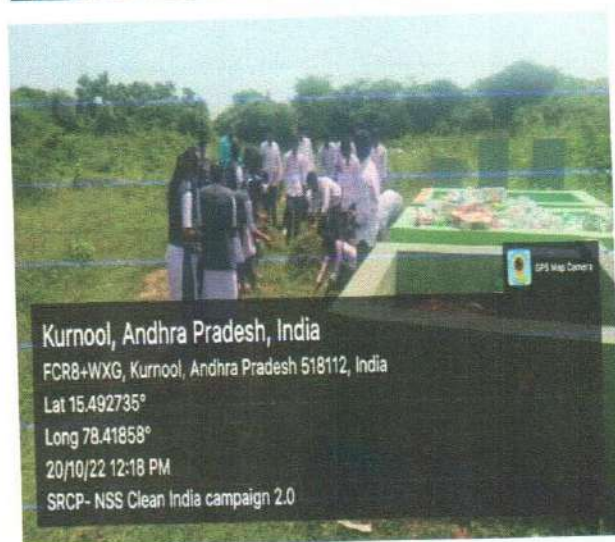 GPS Map Camera
Kurnool, Andhra Pradesh, India
FCR8+WXG, Kurnool, Andhra Pradesh 518112, India
Lat 15.492735°
Long 78.41858°
20/10/22 12:18 PM
SRCP- NSS Clean India campaign 2.0